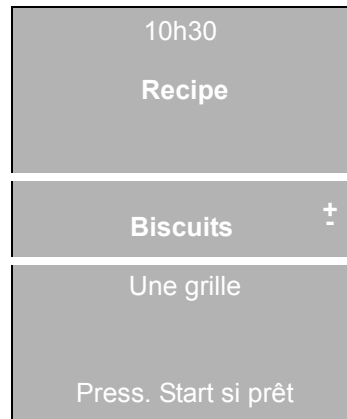 10h30
Recipe
+
-
Biscuits
Une grille
Press. Start si prêt